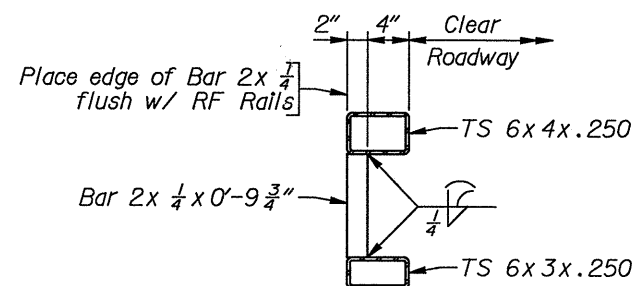 2" 4" Clear
Roadway
Place edge of Bar 2x 1/4
flush w/ RF Rails
TS 6x4x.250
Bar 2x 1/4 x0'-9 3/4"
1/4
TS 6x3x.250